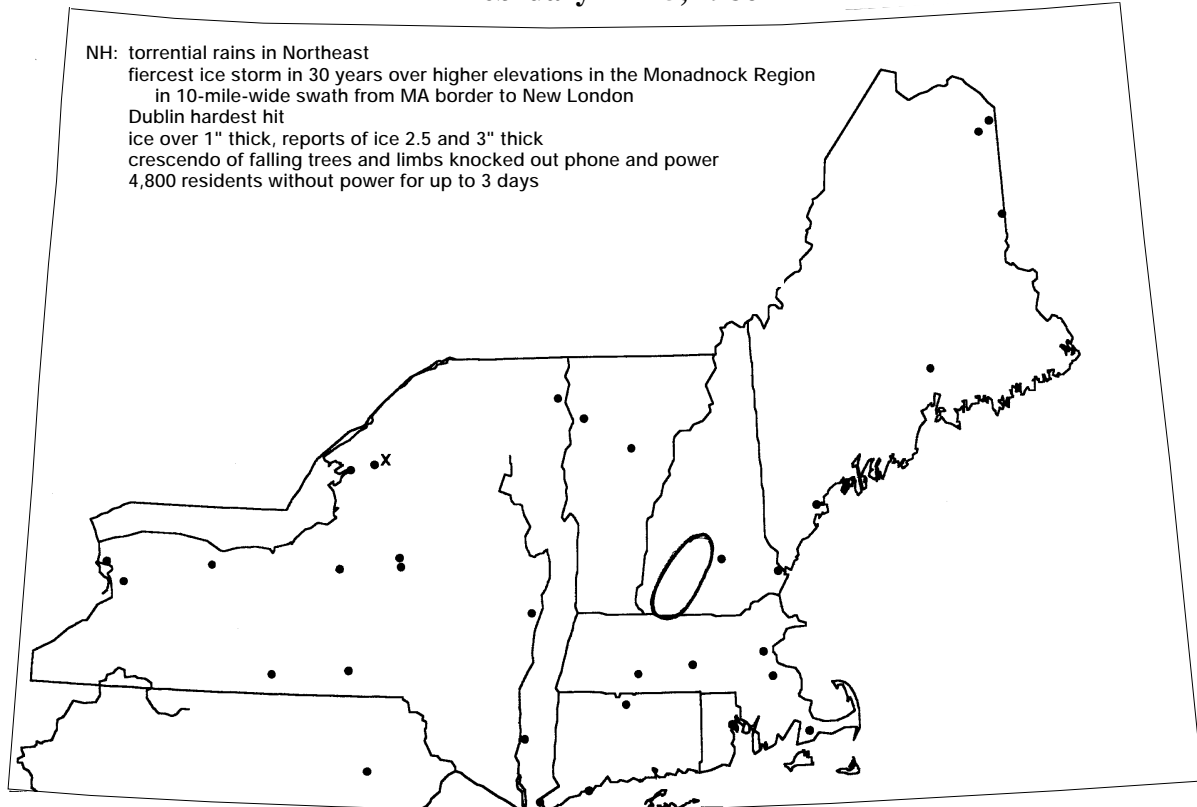 NH: torrential rains in Northeast
fiercest ice storm in 30 years over higher elevations in the Monadnock Region
in 10-mile-wide swath from MA border to New London
Dublin hardest hit
ice over 1" thick, reports of ice 2.5 and 3" thick
crescendo of falling trees and limbs knocked out phone and power
4,800 residents without power for up to 3 days
x